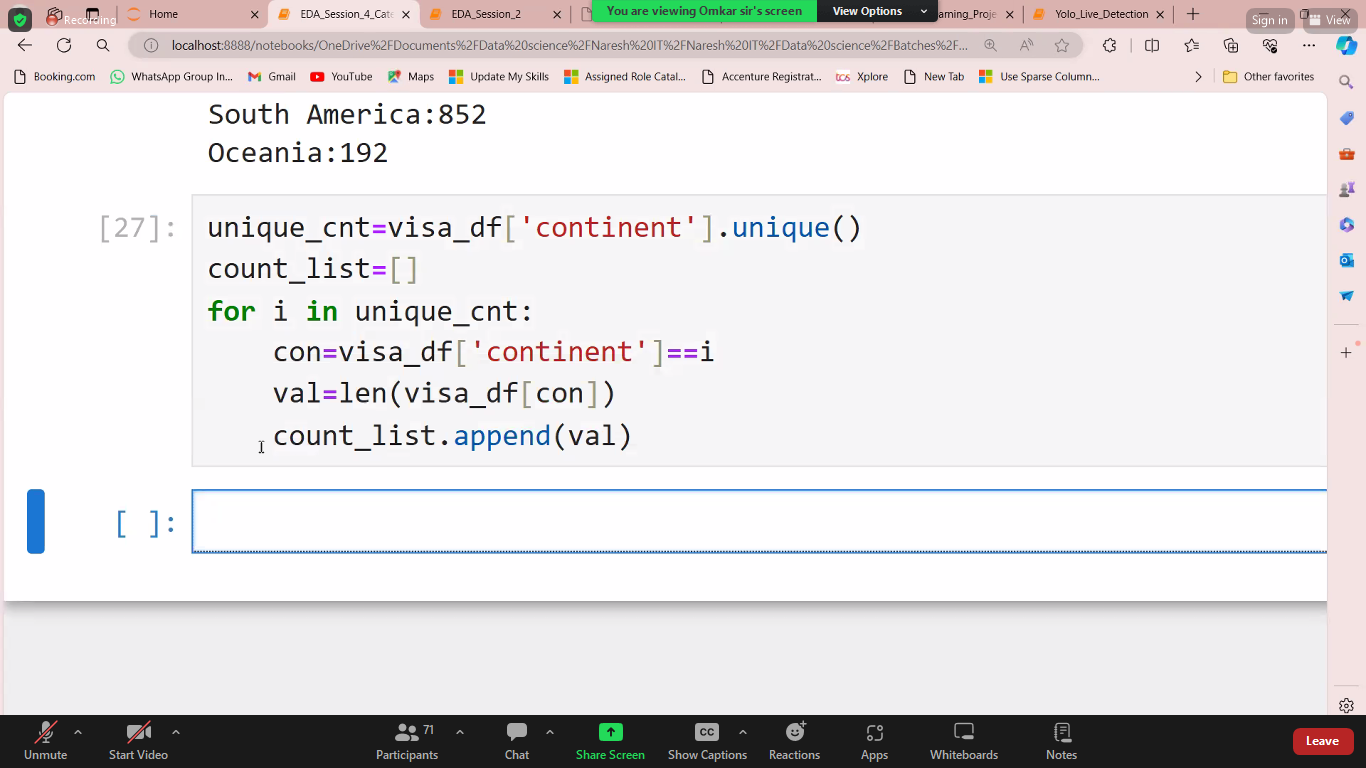 Recording
Home
EDA_Session_4_Cate
EDA_Session_2
You are viewing Omkar sir's screen
View Options
arning_Proje
Yolo_Live_Detection
Sign in
View
localhost:8888/notebooks/OneDrive%2FDocuments%2FData%20science%2FNaresh%20IT%2FNaresh%20IT%2FData%20science%2FBatches%2F...
Booking.com
WhatsApp Group In...
Gmail
YouTube
Maps
Update My Skills
Assigned Role Catal...
Accenture Registrat...
Xplore
New Tab
Use Sparse Column...
Other favorites
South America:852
Oceania:192
[27]:
unique_cnt=visa_df['continent'].unique()
count_list=[]
for i in unique_cnt:
    con=visa_df['continent']==i
    val=len(visa_df[con])
    count_list.append(val)
[ ]:
Unmute
Start Video
71
Participants
Chat
Share Screen
CC
Show Captions
Reactions
Apps
Whiteboards
Notes
Leave